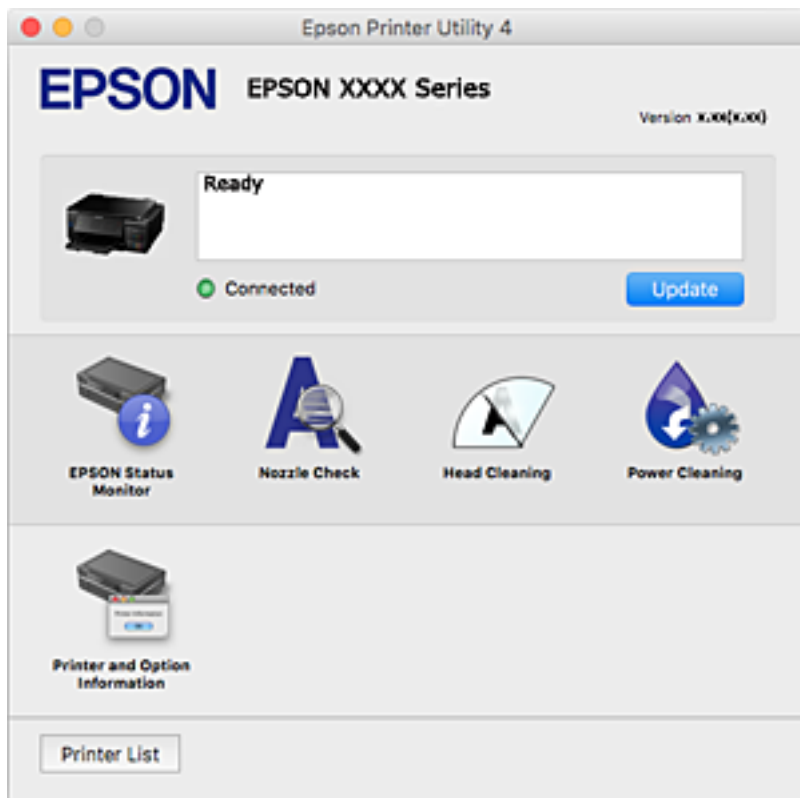 Epson Printer Utility 4
EPSON
EPSON XXXX Series
Version x.xx(x.xx)
Ready
Connected
Update
EPSON Status
Monitor
Nozzle Check
Head Cleaning
Power Cleaning
Printer and Option
Information
Printer List